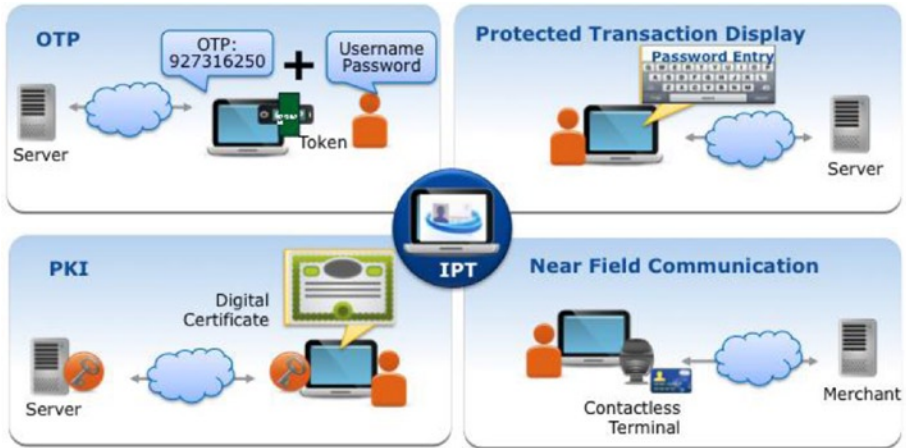 OTP
OTP:
927316250
+
Username
Password
Server
Token
Protected Transaction Display
Password Entry
Server
IPT
PKI
Digital
Certificate
Server
Near Field Communication
Contactless
Terminal
Merchant